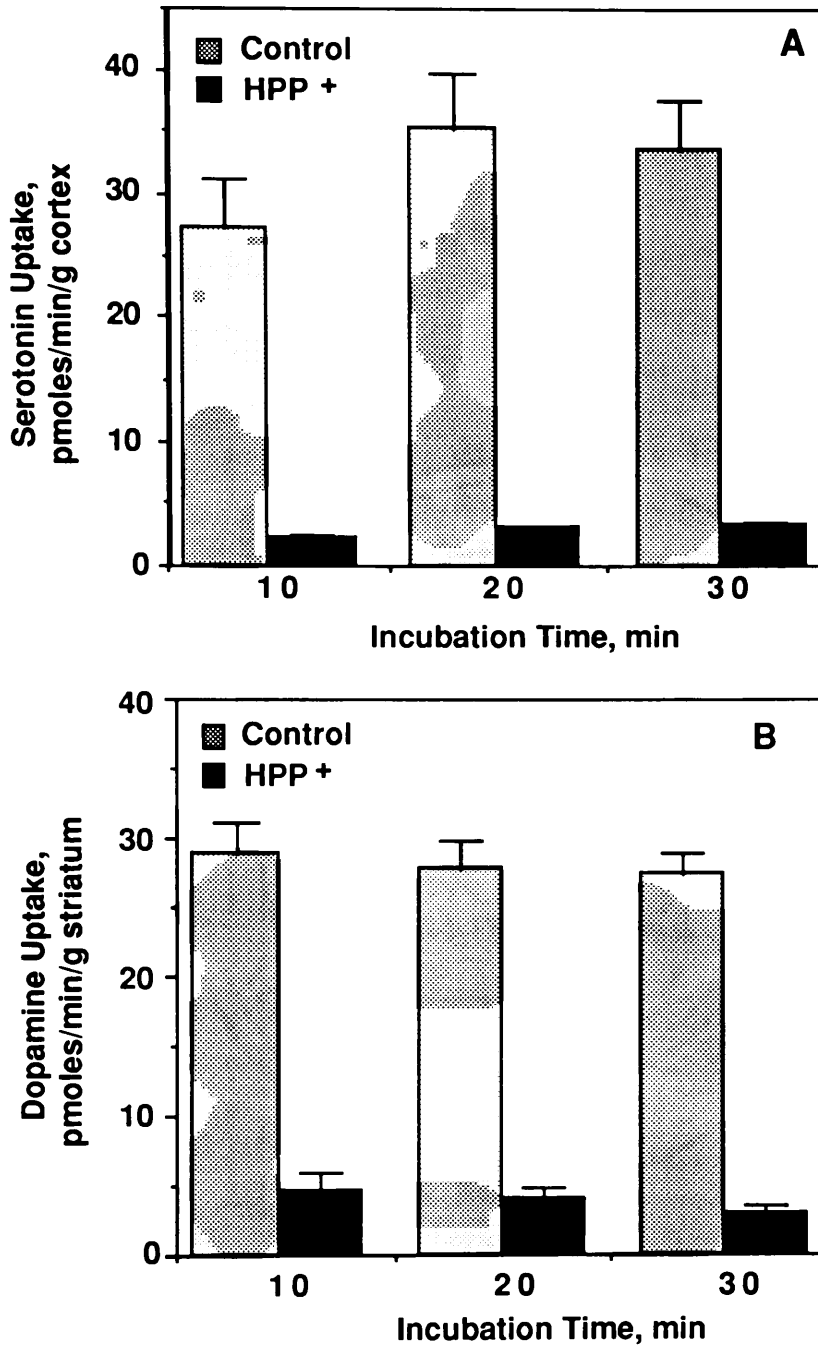 A
Control
HPP +
40
30
20
10
0
Serotonin Uptake,
pmoles/min/g cortex
10 20 30
Incubation Time, min
B
Control
HPP +
40
30
20
10
0
Dopamine Uptake,
pmoles/min/g striatum
10 20 30
Incubation Time, min